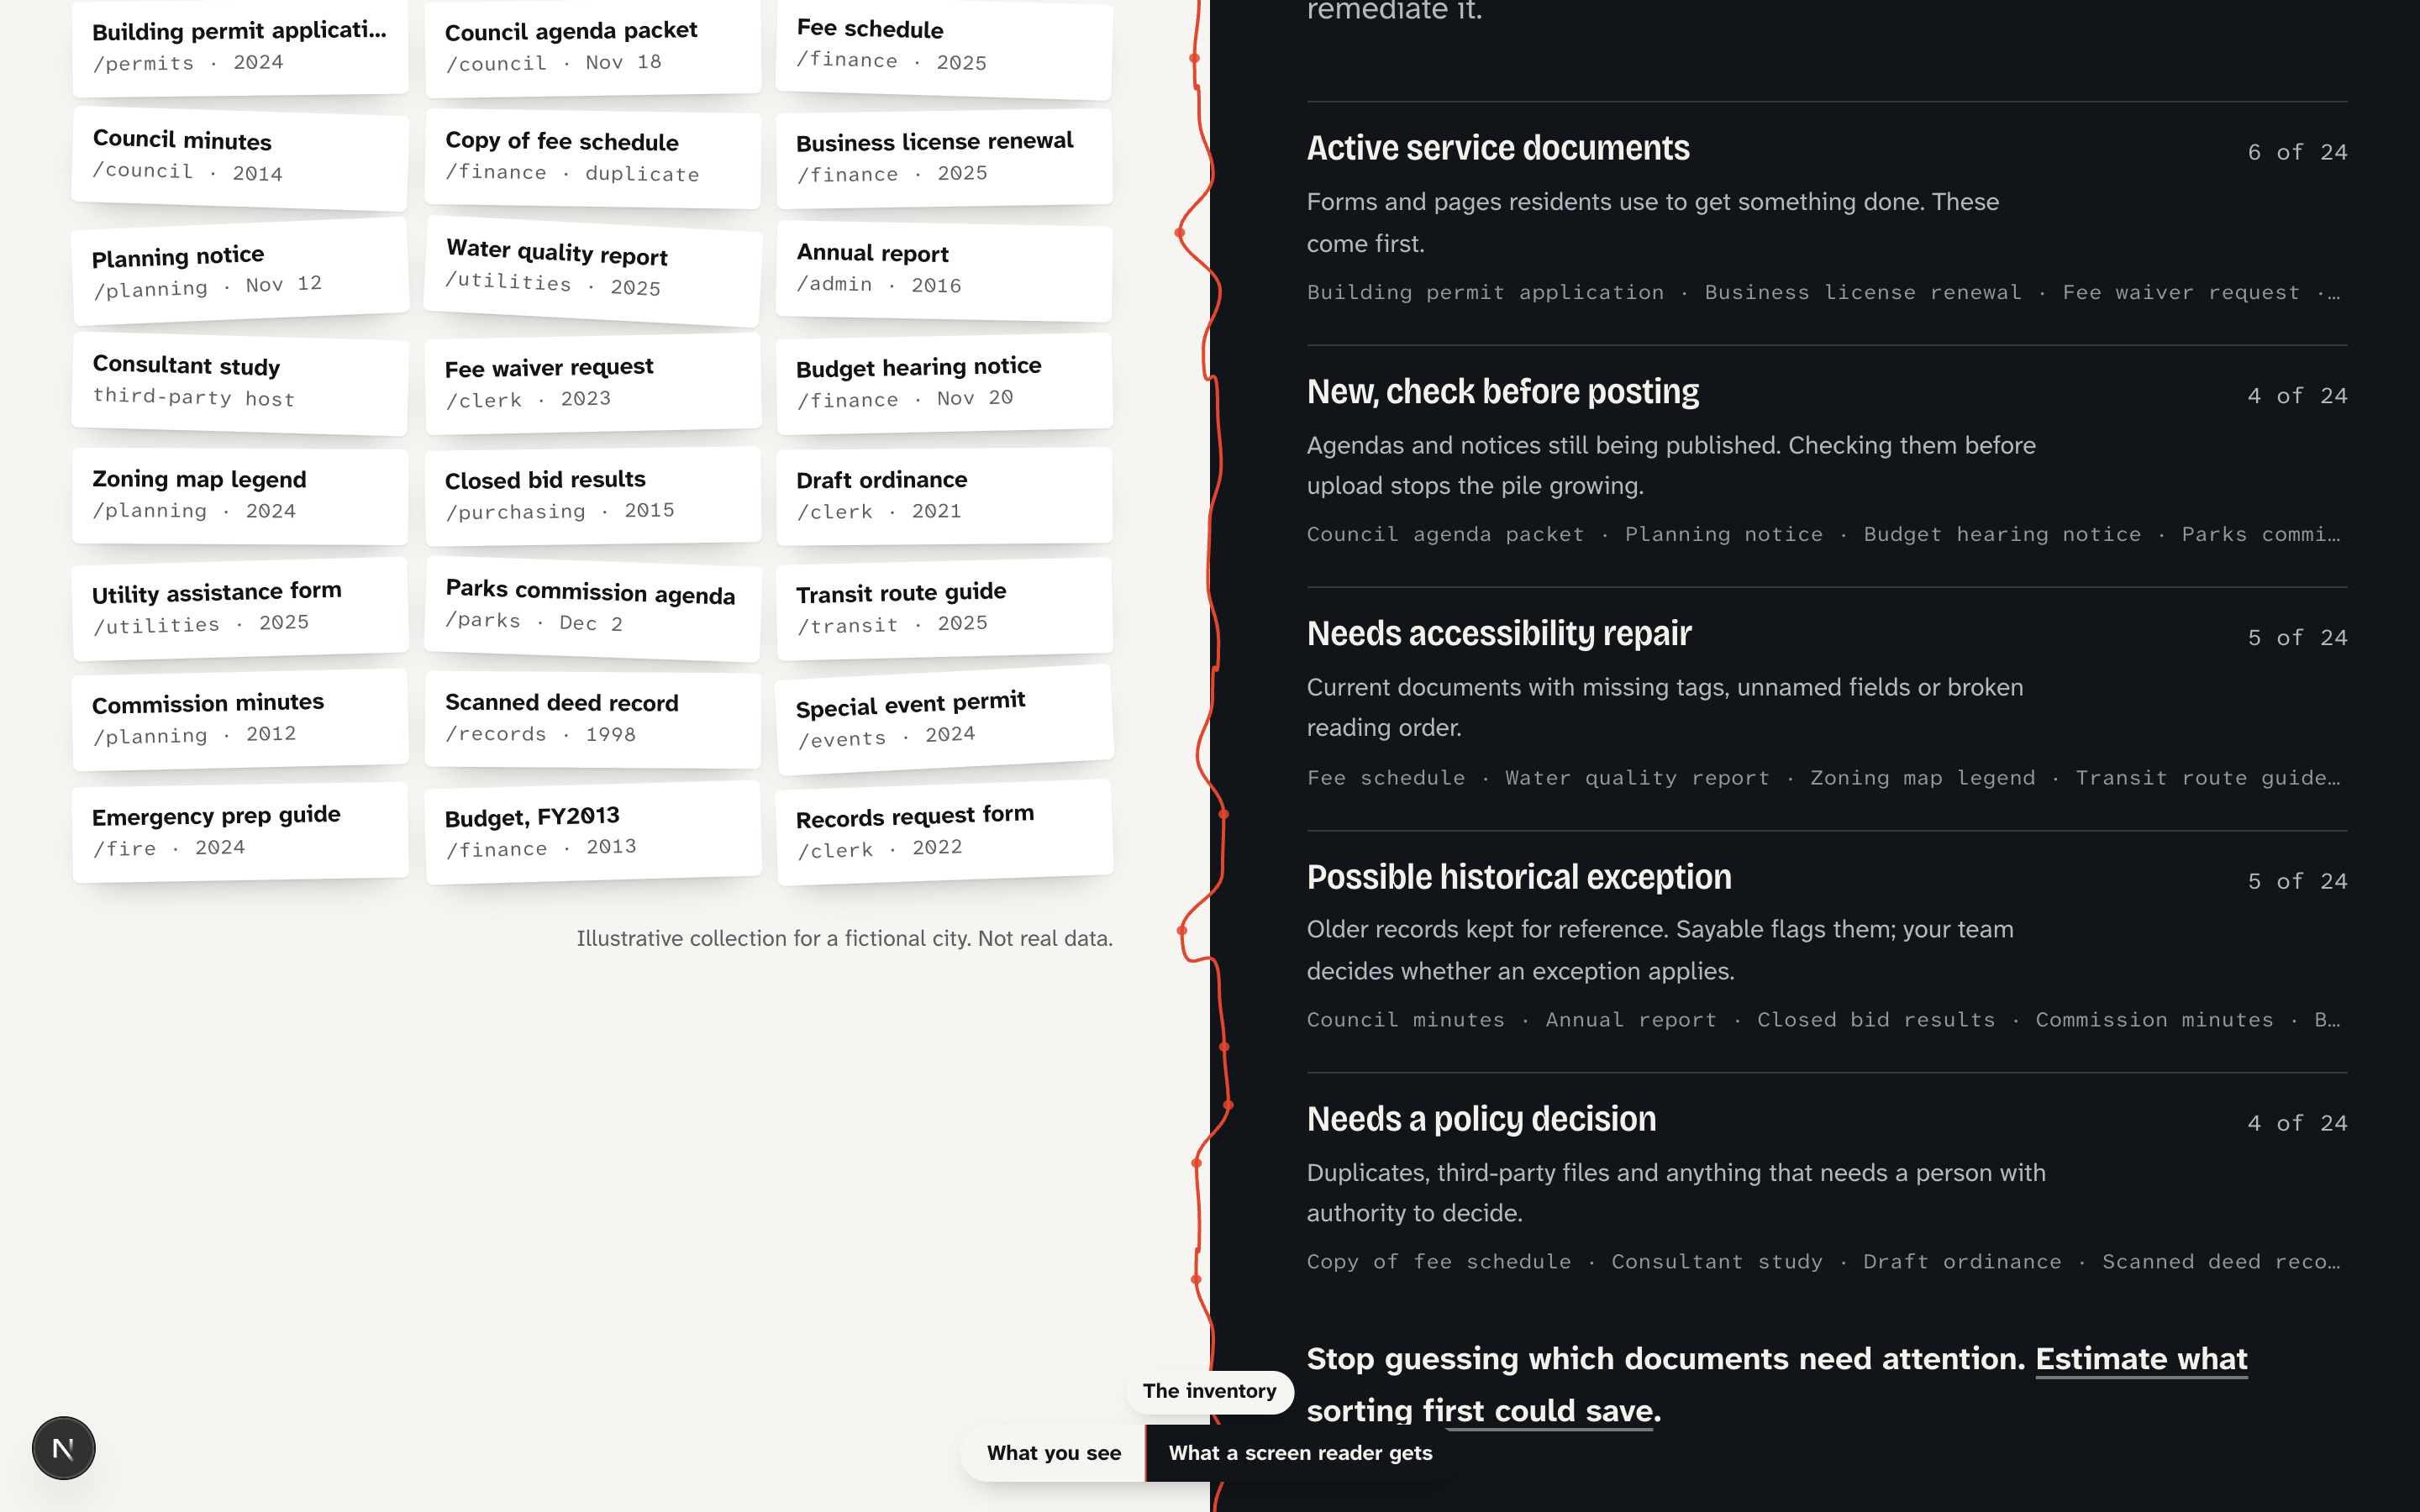 Building permit applicati...
/permits · 2024
Council agenda packet
/council · Nov 18
Fee schedule
/finance · 2025
Council minutes
/council · 2014
Copy of fee schedule
/finance · duplicate
Business license renewal
/finance · 2025
Planning notice
/planning · Nov 12
Water quality report
/utilities · 2025
Annual report
/admin · 2016
Consultant study
third-party host
Fee waiver request
/clerk · 2023
Budget hearing notice
/finance · Nov 20
Zoning map legend
/planning · 2024
Closed bid results
/purchasing · 2015
Draft ordinance
/clerk · 2021
Utility assistance form
/utilities · 2025
Parks commission agenda
/parks · Dec 2
Transit route guide
/transit · 2025
Commission minutes
/planning · 2012
Scanned deed record
/records · 1998
Special event permit
/events · 2024
Emergency prep guide
/fire · 2024
Budget, FY2013
/finance · 2013
Records request form
/clerk · 2022
Illustrative collection for a fictional city. Not real data.
remediate it.
Active service documents
6 of 24
Forms and pages residents use to get something done. These
come first.
Building permit application · Business license renewal · Fee waiver request ·…
New, check before posting
4 of 24
Agendas and notices still being published. Checking them before
upload stops the pile growing.
Council agenda packet · Planning notice · Budget hearing notice · Parks commi…
Needs accessibility repair
5 of 24
Current documents with missing tags, unnamed fields or broken
reading order.
Fee schedule · Water quality report · Zoning map legend · Transit route guide…
Possible historical exception
5 of 24
Older records kept for reference. Sayable flags them; your team
decides whether an exception applies.
Council minutes · Annual report · Closed bid results · Commission minutes · B…
Needs a policy decision
4 of 24
Duplicates, third-party files and anything that needs a person with
authority to decide.
Copy of fee schedule · Consultant study · Draft ordinance · Scanned deed reco…
Stop guessing which documents need attention. Estimate what
sorting first could save.
The inventory
What you see
What a screen reader gets
N